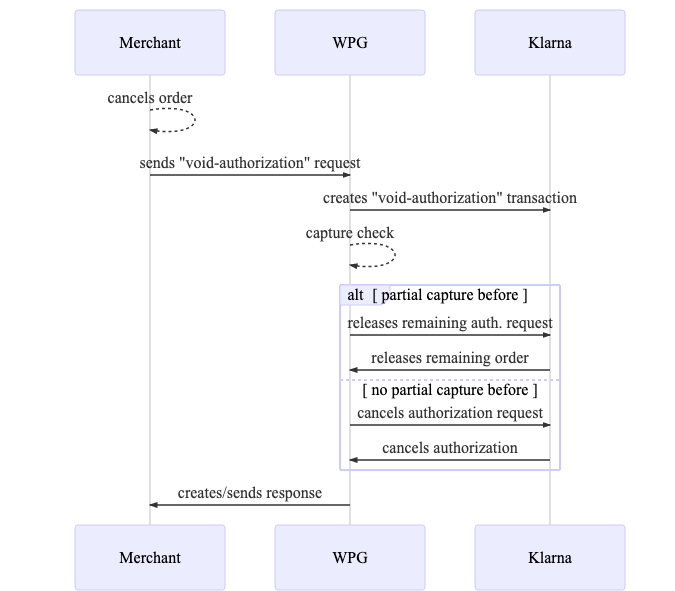 Merchant
WPG
Klarna
cancels order
sends "void-authorization" request
creates "void-authorization" transaction
capture check
alt [ partial capture before ]
releases remaining auth. request
releases remaining order
[ no partial capture before ]
cancels authorization request
cancels authorization
creates/sends response
Merchant
WPG
Klarna